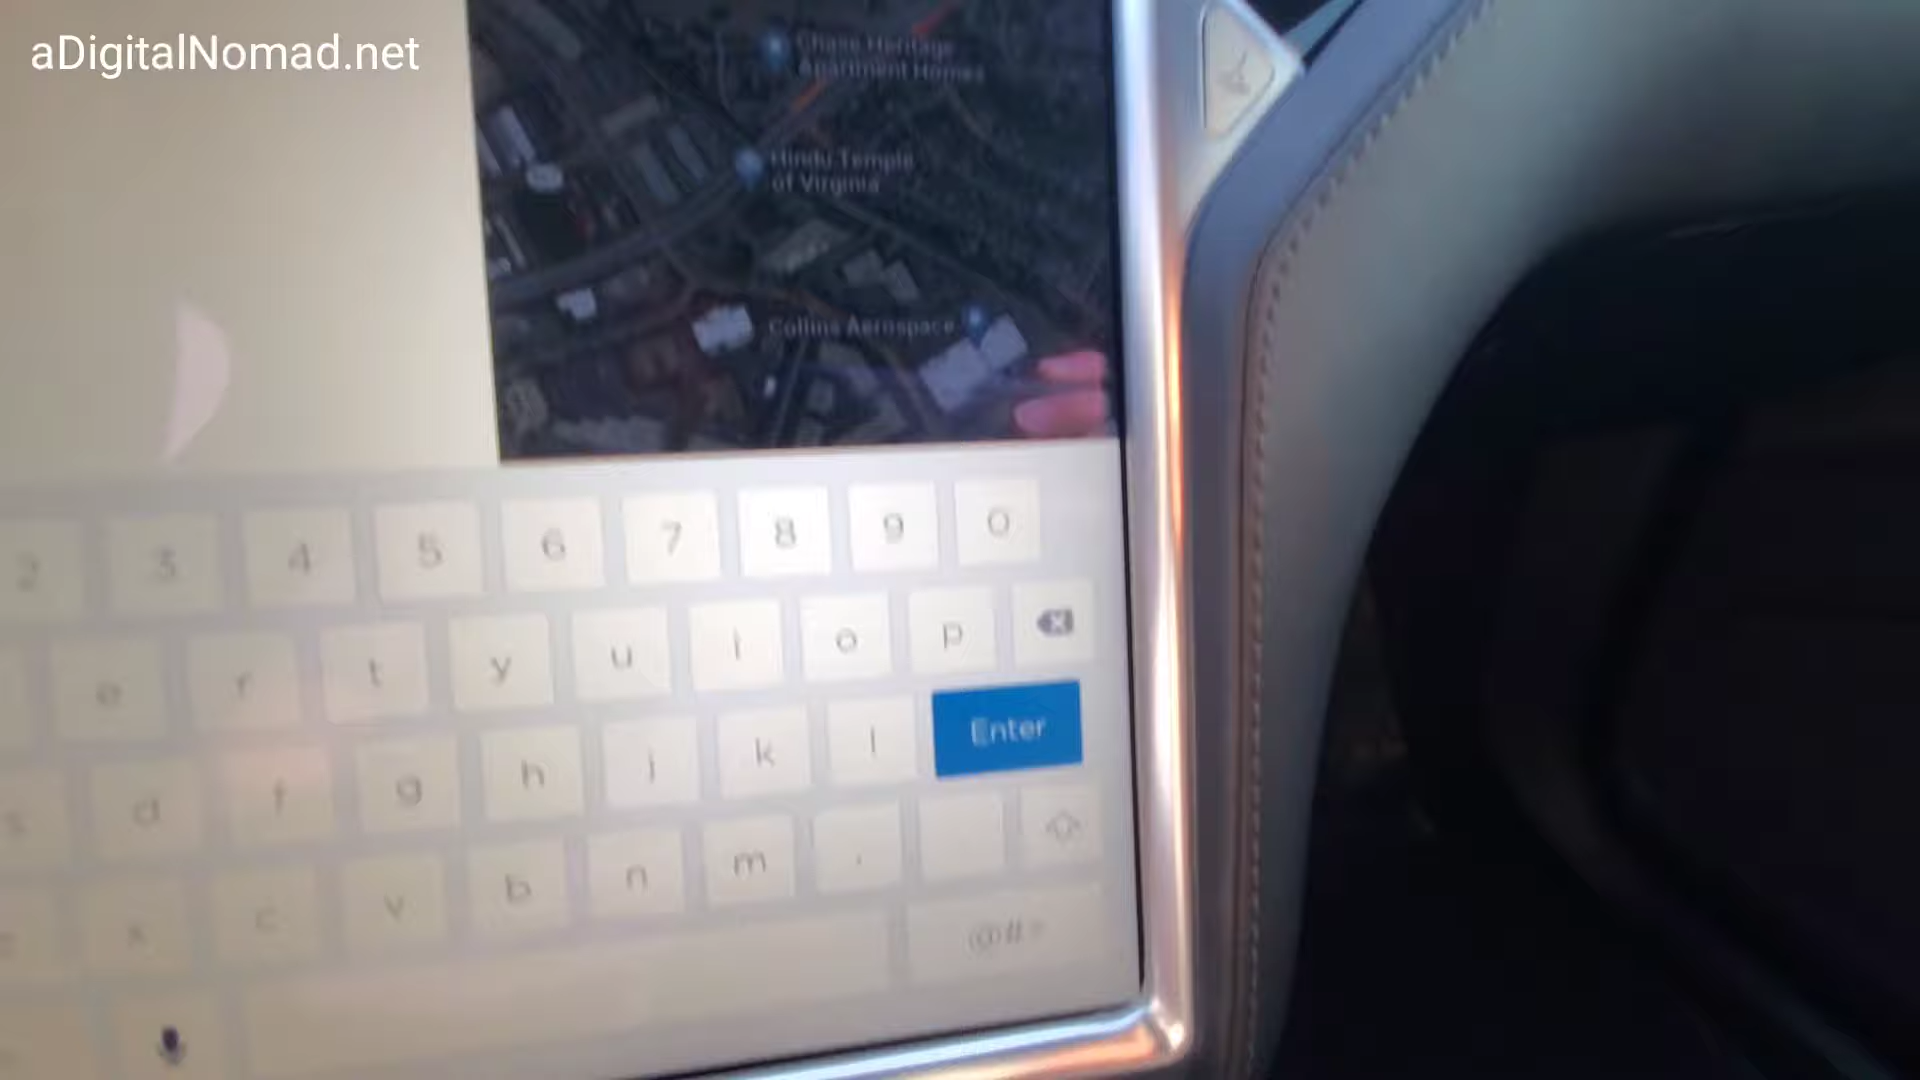 aDigitalNomad.net
Chase Heritage
Apartment Homes
Hindu Temple
of Virginia
Collins Aerospace
2 3 4 5 6 7 8 9 0
e r t y u i o p
s d f g h j k l Enter
x c v b n m .
@#